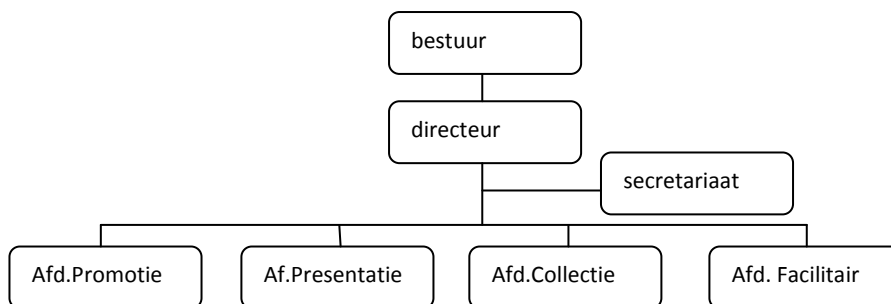 bestuur
directeur
secretariaat
Afd.Promotie
Af.Presentatie
Afd.Collectie
Afd. Facilitair